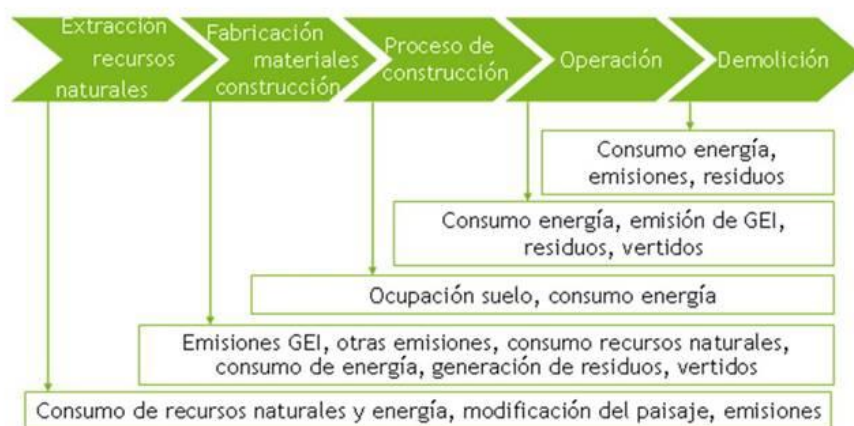 Extracción
recursos
naturales
Fabricación
materiales
construcción
Proceso de
construcción
Operación
Demolición
Consumo energía,
emisiones, residuos
Consumo energía, emisión de GEI,
residuos, vertidos
Ocupación suelo, consumo energía
Emisiones GEI, otras emisiones, consumo recursos naturales,
consumo de energía, generación de residuos, vertidos
Consumo de recursos naturales y energía, modificación del paisaje, emisiones